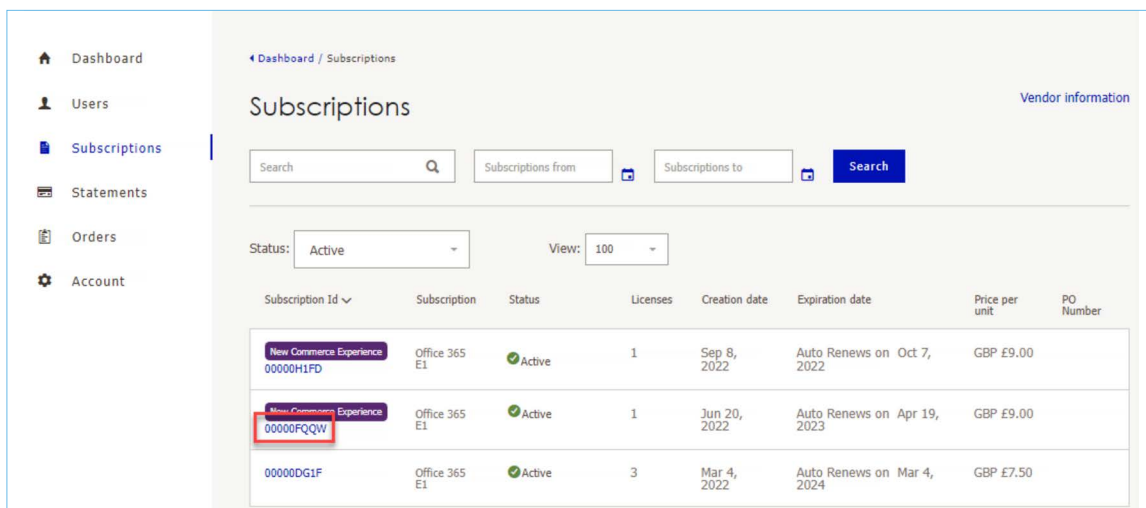 Dashboard
Users
Subscriptions
Statements
Orders
Account
Dashboard / Subscriptions
Subscriptions
Vendor information
Search
Subscriptions from
Subscriptions to
Search
Status: Active
View: 100
Subscription Id Subscription Status Licenses Creation date Expiration date Price per PO
unit Number
New Commerce Experience
00000H1FD
Office 365
E1
Active
1
Sep 8,
2022
Auto Renews on Oct 7,
2022
GBP £9.00
New Commerce Experience
00000FQQW
Office 365
E1
Active
1
Jun 20,
2022
Auto Renews on Apr 19,
2023
GBP £9.00
00000DG1F
Office 365
E1
Active
3
Mar 4,
2022
Auto Renews on Mar 4,
2024
GBP £7.50